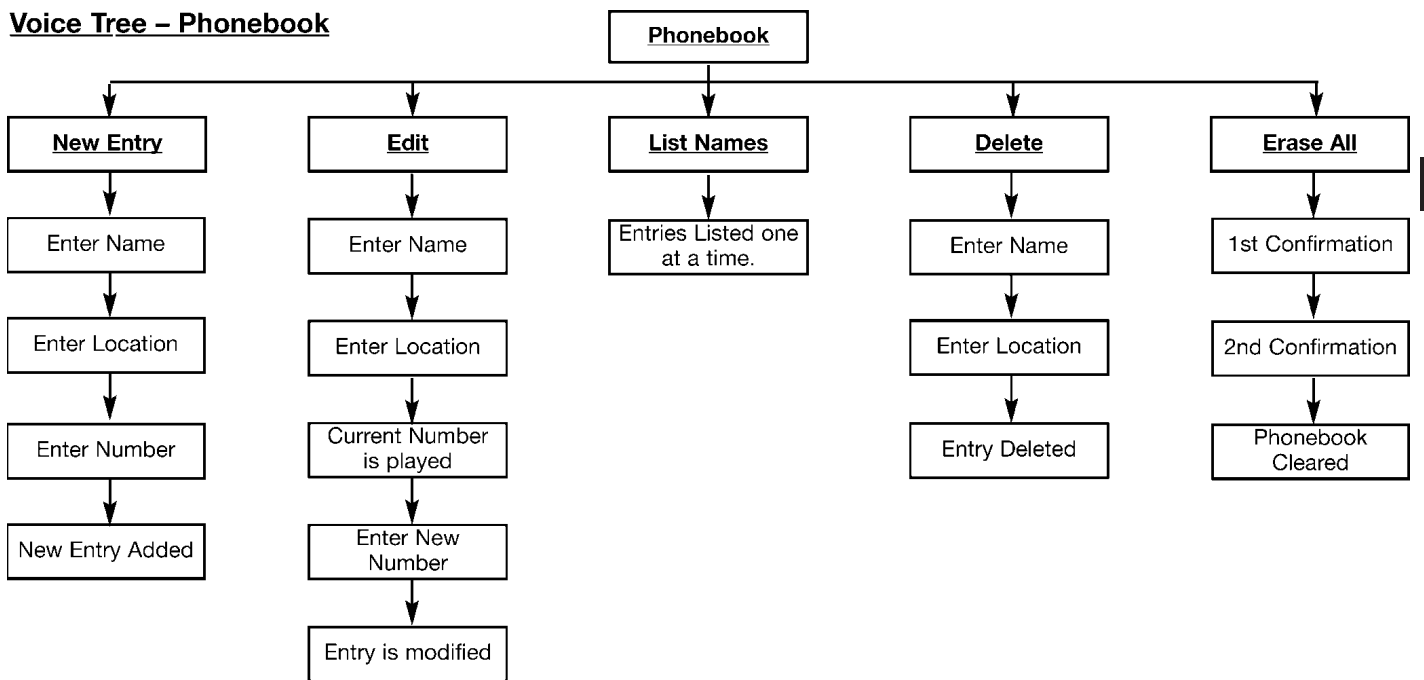 Voice Tree – Phonebook
Phonebook
New Entry
Edit
List Names
Delete
Erase All
Enter Name
Enter Name
Entries Listed one
at a time.
Enter Name
1st Confirmation
Enter Location
Enter Location
Enter Location
2nd Confirmation
Enter Number
Current Number
is played
Entry Deleted
Phonebook
Cleared
New Entry Added
Enter New
Number
Entry is modified